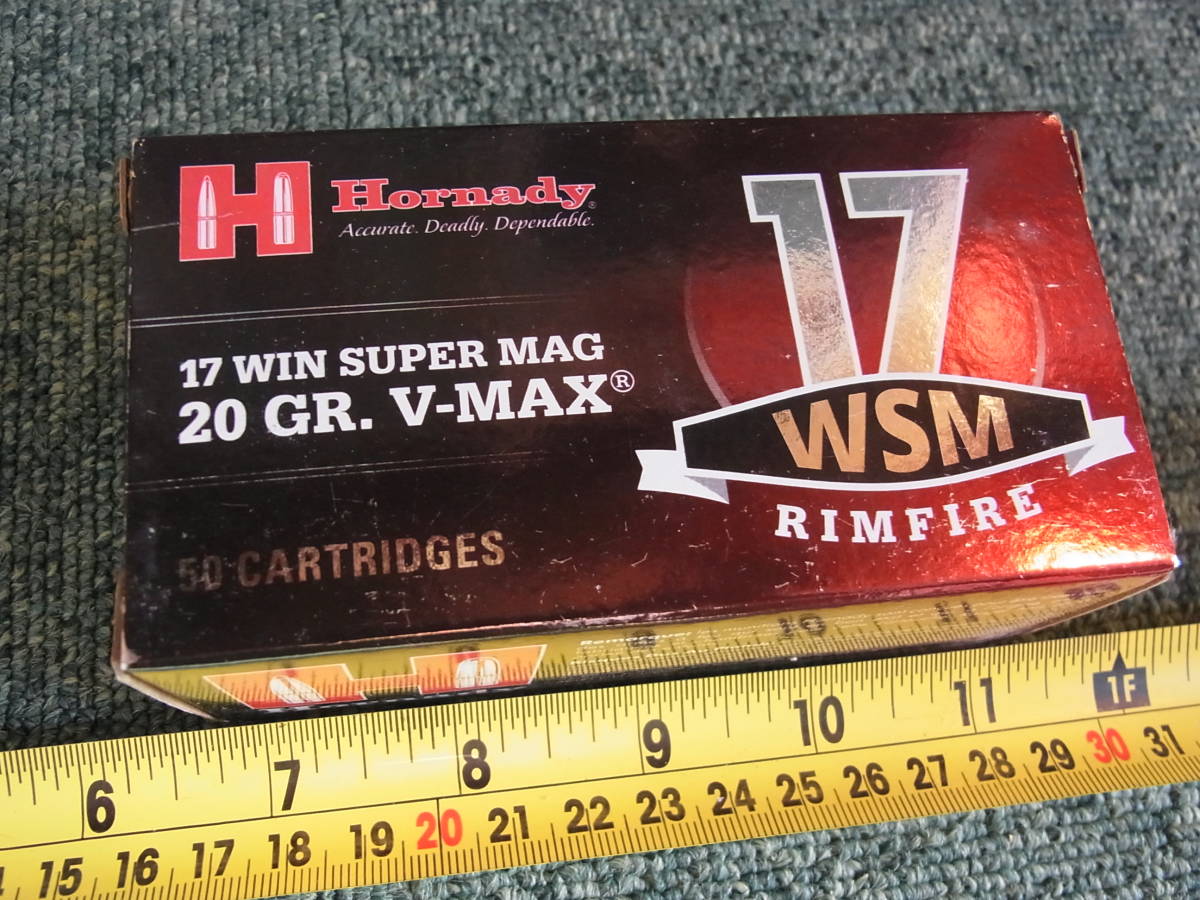 H Hornady®
Accurate. Deadly. Dependable.
17 WIN SUPER MAG
20 GR. V-MAX®
50 CARTRIDGES
17
WSM
RIMFIRE
6 7 8 9 10 11 1F
15 16 17 18 19 20 21 22 23 24 25 26 27 28 29 30 31